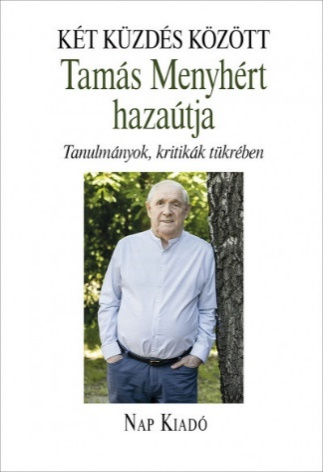 KÉT KÜZDÉS KÖZÖTT
Tamás Menyhért
hazaútja
Tanulmányok, kritikák tükrében
NAP KIADÓ